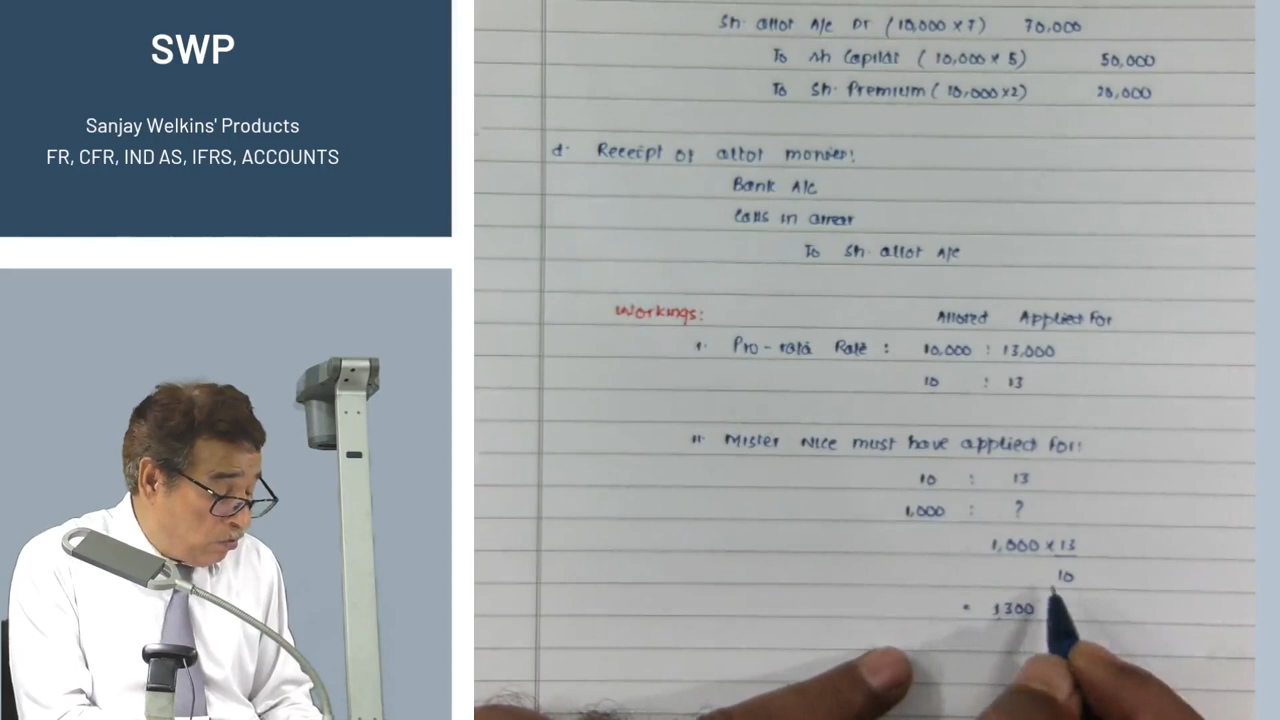 SWP
Sanjay Welkins' Products
FR, CFR, IND AS, IFRS, ACCOUNTS
Sh. allot A/c Dr (10,000 x 7) 70,000
To sh Capital (10,000 x 5) 50,000
To Sh. Premium (10,000 x2) 20,000
d. Receipt of allot monies:
Bank A/c
Calls in arrear
To Sh. allot A/c
Workings:
Allotted Applied For
i. Pro-rata Rate : 10,000 : 13,000
10 : 13
ii. Mister Nice must have applied for:
10 : 13
1,000 : ?
1,000 x 13
10
= 1300